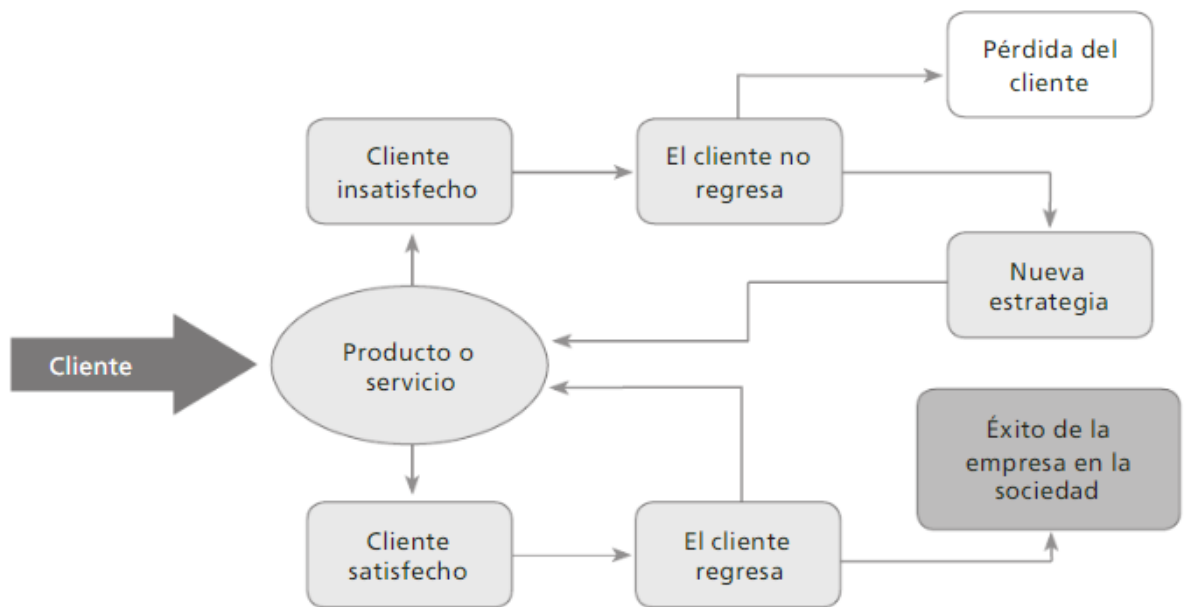 Pérdida del
cliente
Cliente
insatisfecho
El cliente no
regresa
Nueva
estrategia
Cliente
Producto o
servicio
Éxito de la
empresa en la
sociedad
Cliente
satisfecho
El cliente
regresa